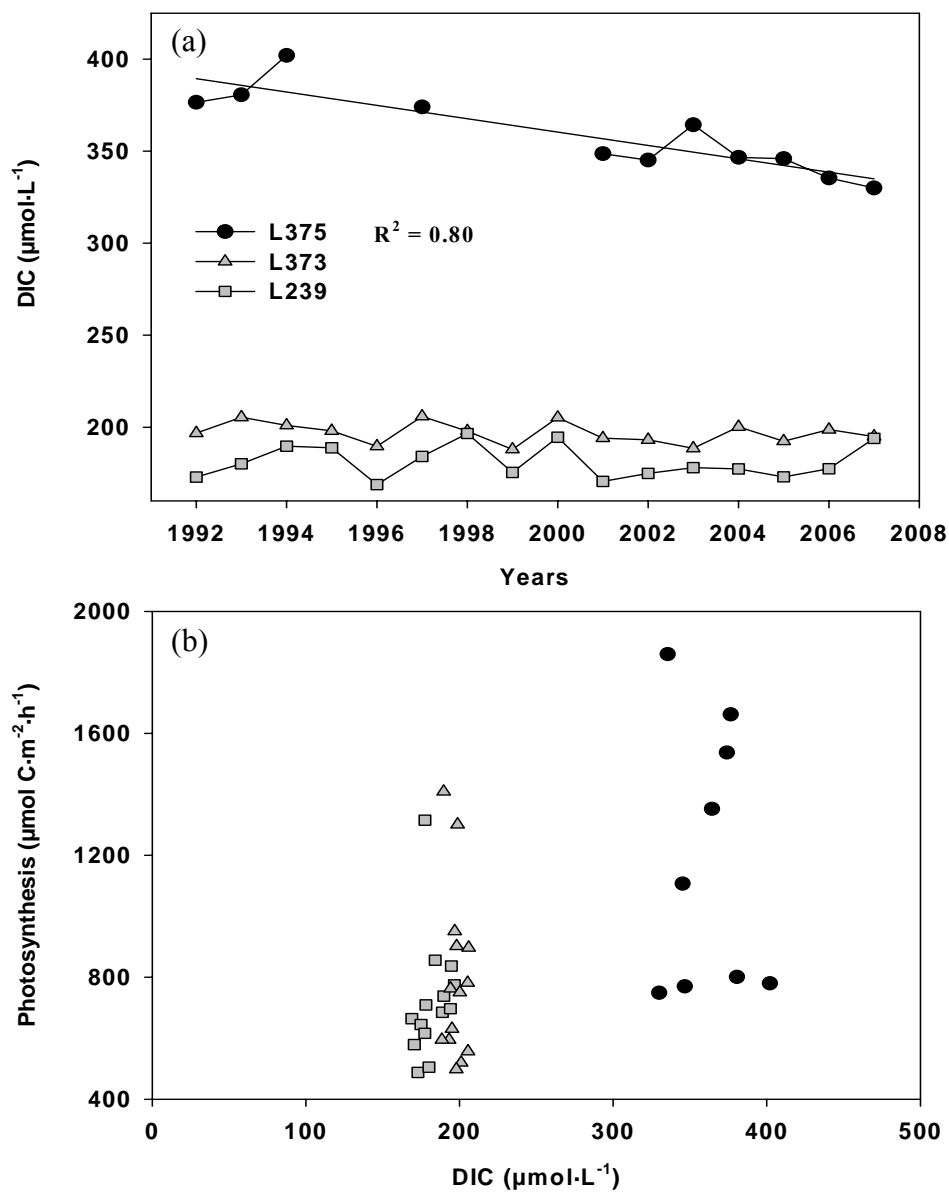 (a)
DIC (µmol·L⁻¹)
400
350
300
250
200
L375 R² = 0.80
L373
L239
1992 1994 1996 1998 2000 2002 2004 2006 2008
Years
(b)
Photosynthesis (µmol C·m⁻²·h⁻¹)
2000
1600
1200
800
400
0 100 200 300 400 500
DIC (µmol·L⁻¹)